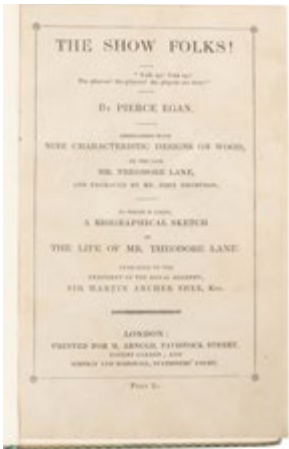 THE SHOW FOLKS!
"Walk up! Walk up!
The players! the players! the players are here!"
By PIERCE EGAN.
NINE CHARACTERISTIC DESIGNS ON WOOD,
BY THE LATE
MR. THEODORE LANE,
AND ENGRAVED BY MR. JOHN THOMPSON.
TO WHICH IS ADDED,
A BIOGRAPHICAL SKETCH
OF
THE LIFE OF MR. THEODORE LANE.
DEDICATED TO THE
PRESIDENT OF THE ROYAL ACADEMY,
SIR MARTIN ARCHER SHEE, Esq.
LONDON:
PRINTED FOR M. ARNOLD, TAVISTOCK STREET,
COVENT GARDEN; AND
SIMPKIN AND MARSHALL, STATIONERS' COURT.